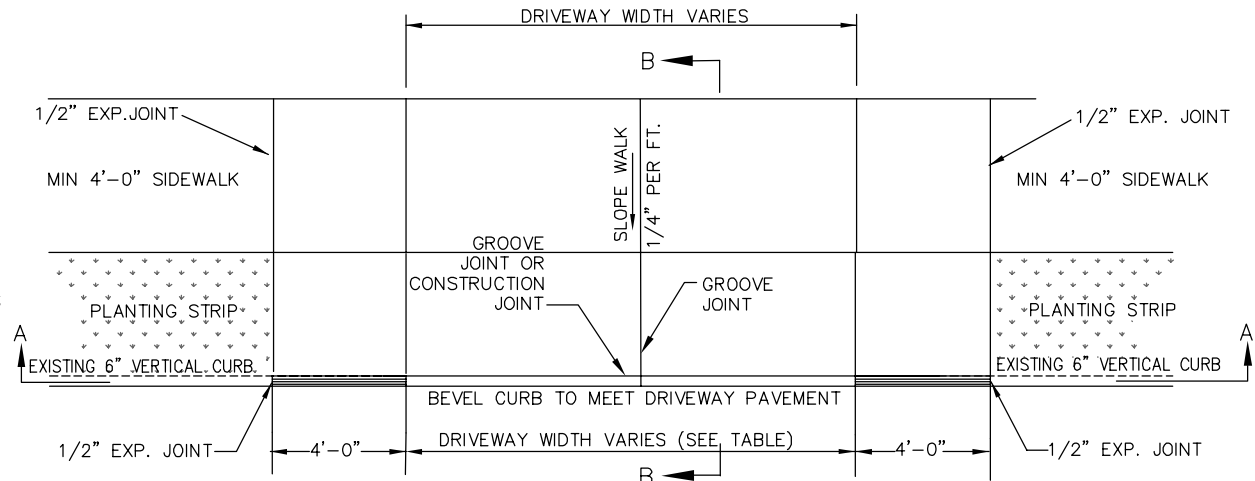 DRIVEWAY WIDTH VARIES
B
1/2" EXP.JOINT
1/2" EXP. JOINT
MIN 4'-0" SIDEWALK
SLOPE WALK
1/4" PER FT.
MIN 4'-0" SIDEWALK
GROOVE
JOINT OR
CONSTRUCTION
JOINT
GROOVE
JOINT
PLANTING STRIP
PLANTING STRIP
A
A
EXISTING 6" VERTICAL CURB
EXISTING 6" VERTICAL CURB
BEVEL CURB TO MEET DRIVEWAY PAVEMENT
1/2" EXP. JOINT
4'-0"
DRIVEWAY WIDTH VARIES (SEE TABLE)
4'-0"
1/2" EXP. JOINT
B